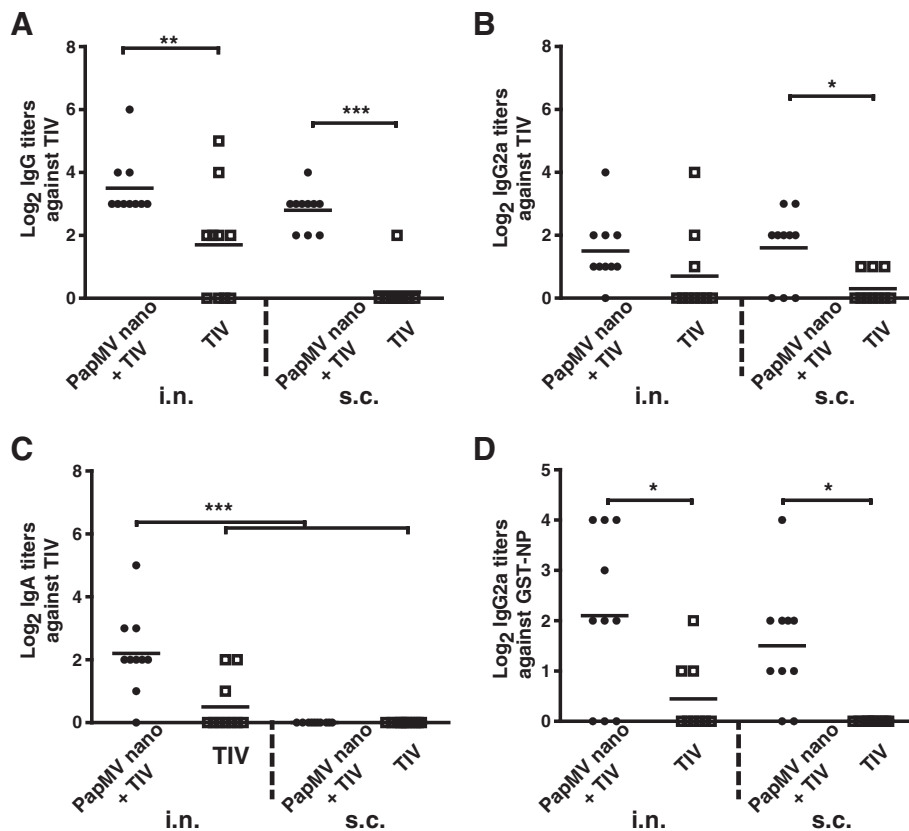 A
Log2 IgG titers
against TIV
8
6
4
2
0
**
***
PapMV nano
+ TIV
TIV
PapMV nano
+ TIV
TIV
i.n.
s.c.
B
Log2 IgG2a titers
against TIV
8
6
4
2
0
*
PapMV nano
+ TIV
TIV
PapMV nano
+ TIV
TIV
i.n.
s.c.
C
Log2 IgA titers
against TIV
8
6
4
2
0
***
PapMV nano
+ TIV
TIV
PapMV nano
+ TIV
TIV
i.n.
s.c.
D
Log2 IgG2a titers
against GST-NP
5
4
3
2
1
0
*
*
PapMV nano
+ TIV
TIV
PapMV nano
+ TIV
TIV
i.n.
s.c.